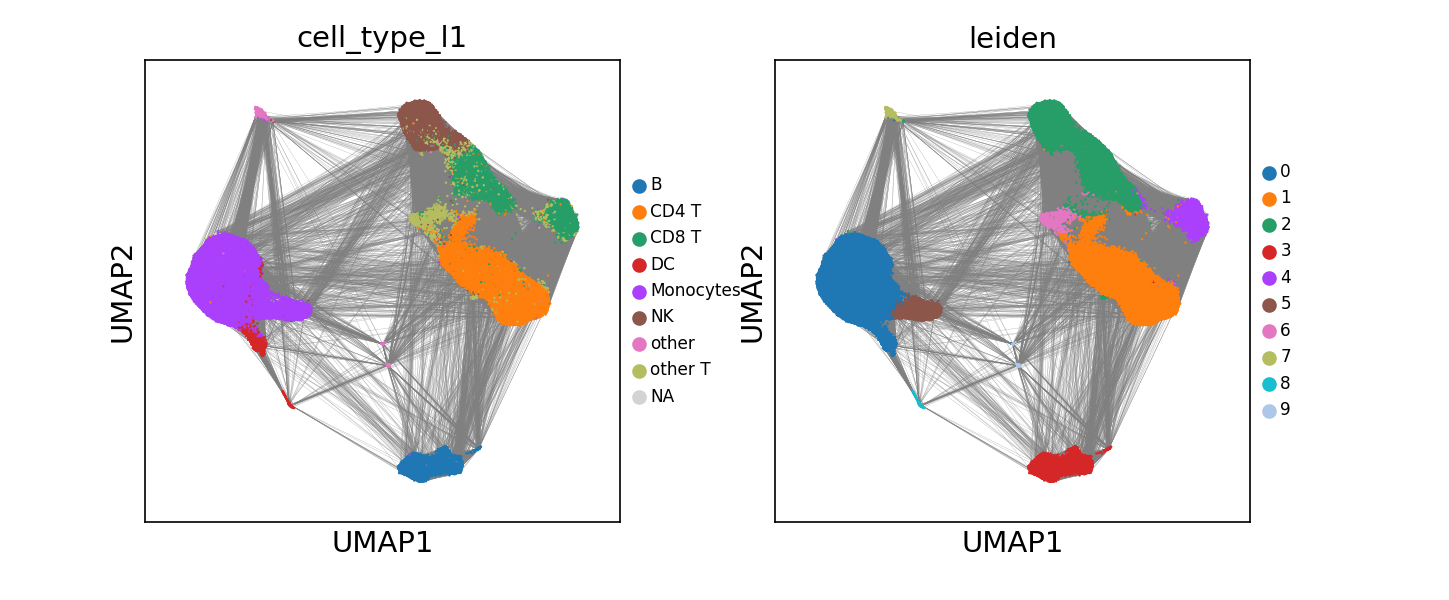 cell_type_l1
UMAP2
UMAP1
B
CD4 T
CD8 T
DC
Monocytes
NK
other
other T
NA
leiden
UMAP2
UMAP1
0
1
2
3
4
5
6
7
8
9